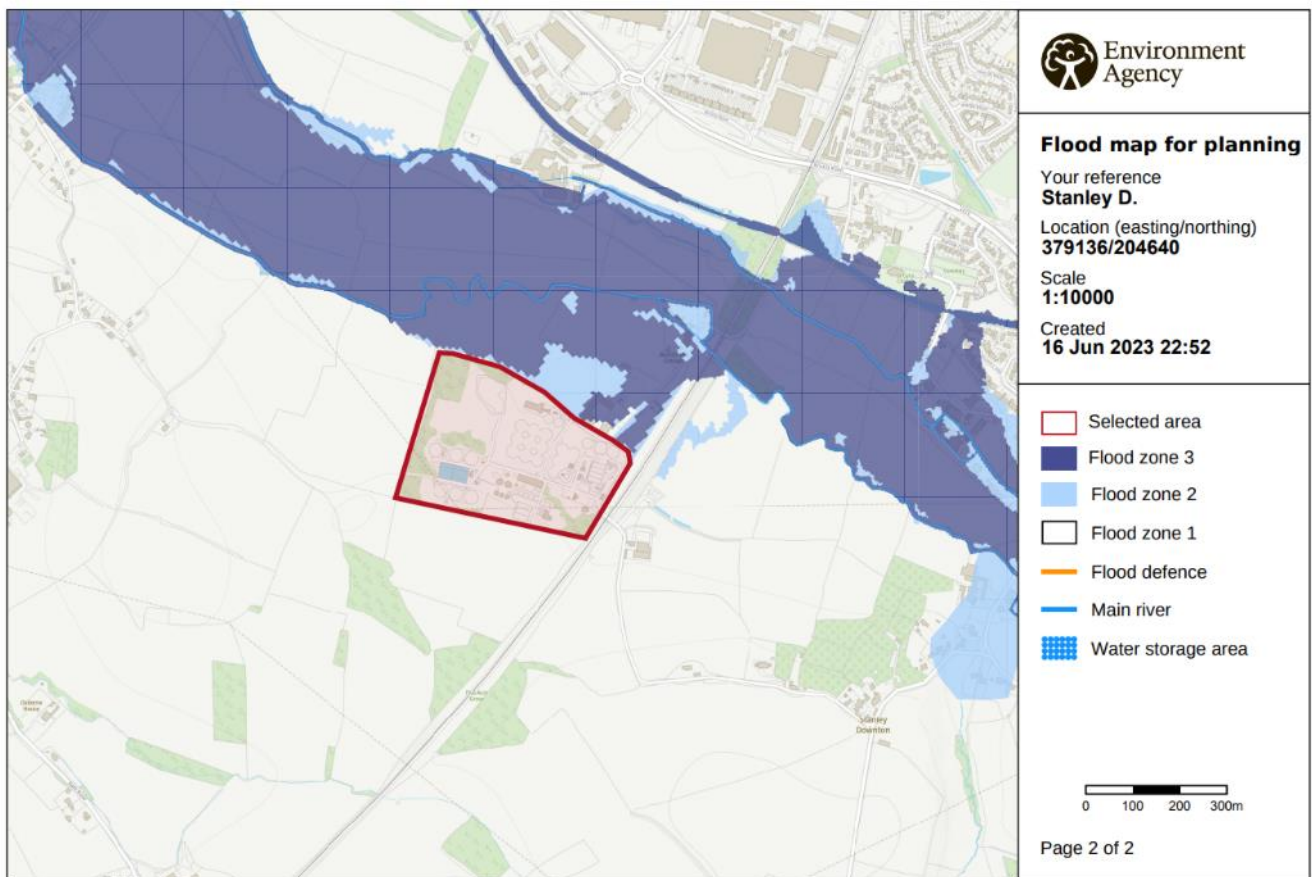 Environment
Agency
Flood map for planning
Your reference
Stanley D.
Location (easting/northing)
379136/204640
Scale
1:10000
Created
16 Jun 2023 22:52
Selected area
Flood zone 3
Flood zone 2
Flood zone 1
Flood defence
Main river
Water storage area
0 100 200 300m
Page 2 of 2
Stanley
Downton